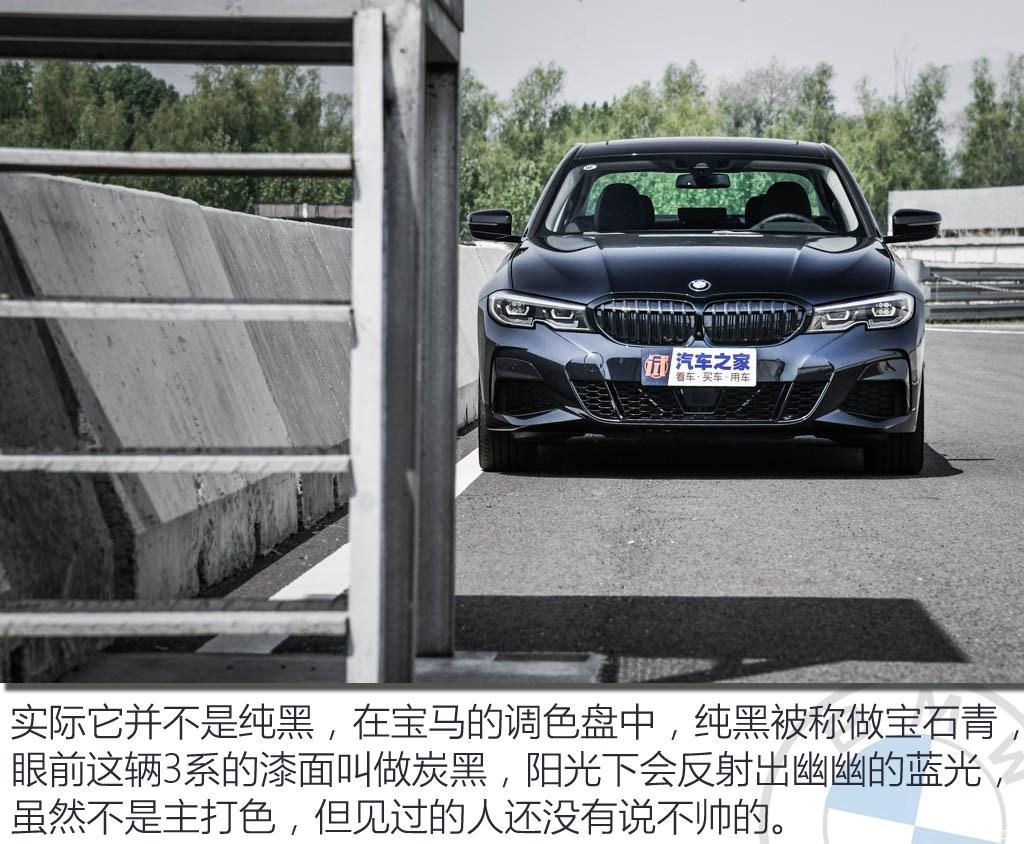 汽车之家
看车·买车·用车
实际它并不是纯黑，在宝马的调色盘中，纯黑被称做宝石青，
眼前这辆3系的漆面叫做炭黑，阳光下会反射出幽幽的蓝光，
虽然不是主打色，但见过的人还没有说不帅的。